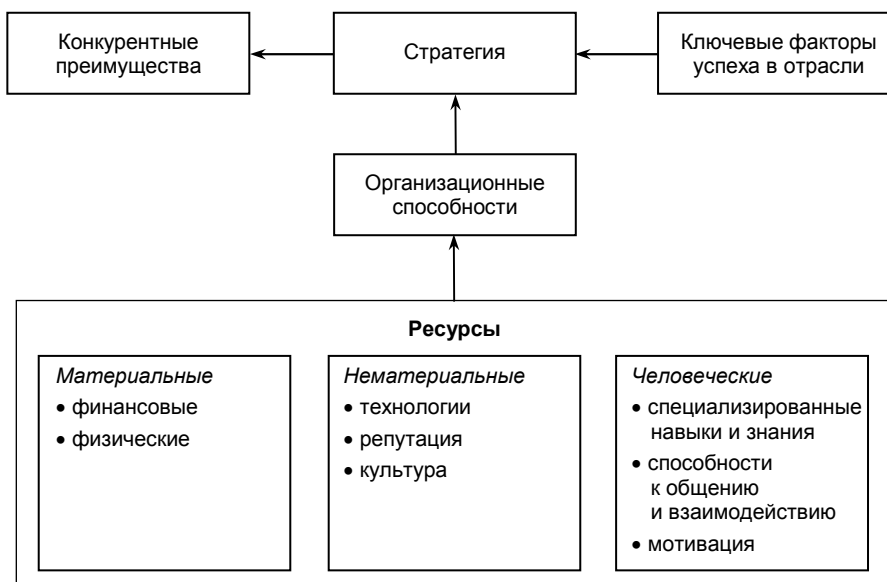 Конкурентные
преимущества
Стратегия
Ключевые факторы
успеха в отрасли
Организационные
способности
Ресурсы
Материальные
• финансовые
• физические
Нематериальные
• технологии
• репутация
• культура
Человеческие
• специализированные
навыки и знания
• способности
к общению
и взаимодействию
• мотивация